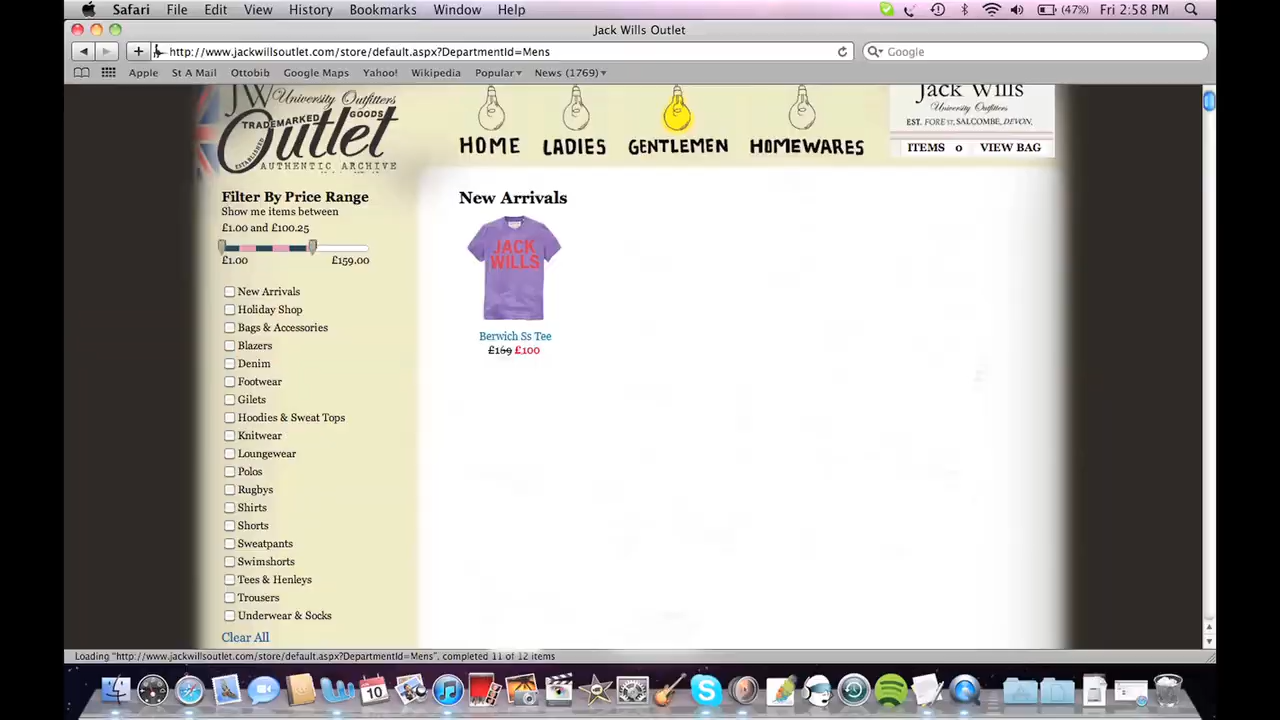 Safari File Edit View History Bookmarks Window Help (47%) Fri 2:58 PM
Jack Wills Outlet
http://www.jackwillsoutlet.com/store/default.aspx?DepartmentId=Mens Google
Apple St A Mail Ottobib Google Maps Yahoo! Wikipedia Popular News (1769)
JW University Outfitters
TRADEMARKED GOODS
Outlet
ESTABLISHED
AUTHENTIC ARCHIVE
HOME LADIES GENTLEMEN HOMEWARES
Jack Wills
University Outfitters
EST. FORE ST, SALCOMBE, DEVON.
ITEMS 0 VIEW BAG
Filter By Price Range
Show me items between
£1.00 and £100.25
£1.00 £159.00
New Arrivals
Holiday Shop
Bags & Accessories
Blazers
Denim
Footwear
Gilets
Hoodies & Sweat Tops
Knitwear
Loungewear
Polos
Rugbys
Shirts
Shorts
Sweatpants
Swimshorts
Tees & Henleys
Trousers
Underwear & Socks
Clear All
New Arrivals
JACK
WILLS
Berwich Ss Tee
£169 £100
Loading "http://www.jackwillsoutlet.com/store/default.aspx?DepartmentId=Mens", completed 11 of 12 items
10